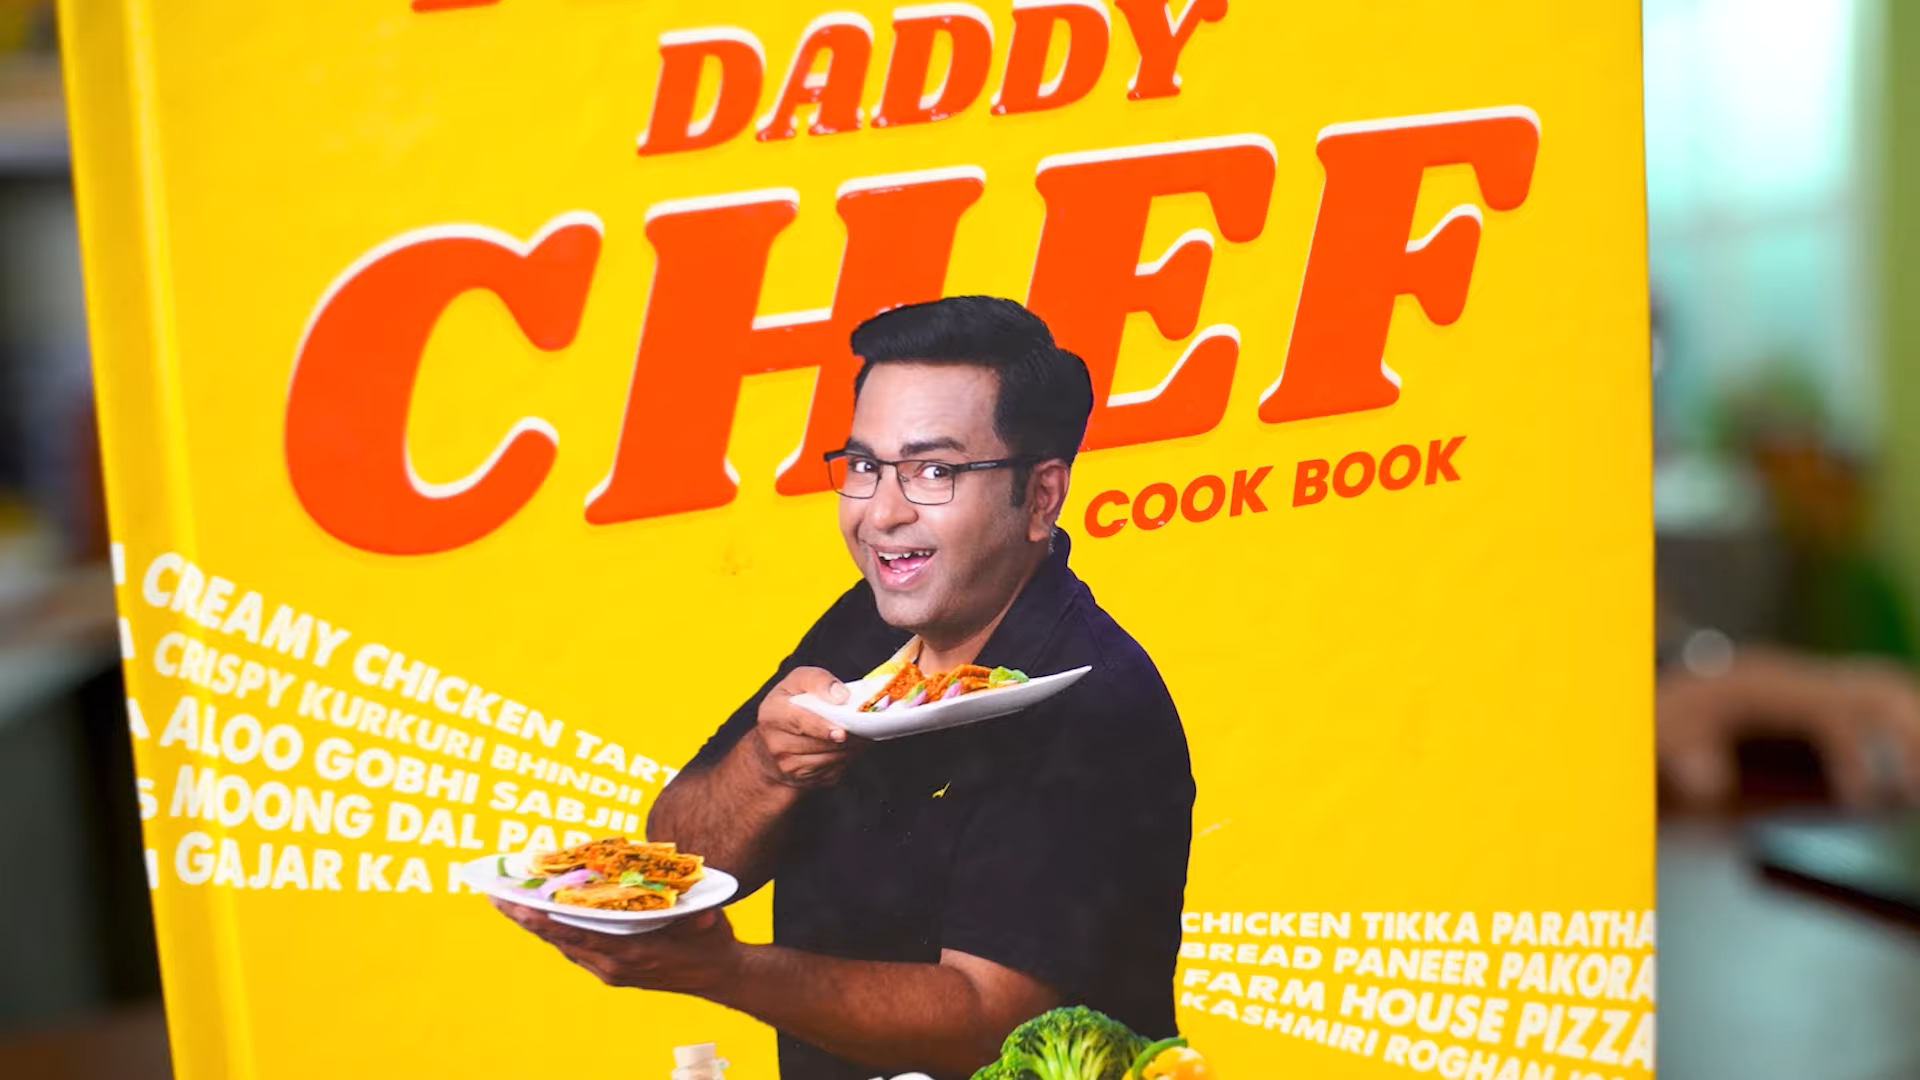 DADDY
CHEF
COOK BOOK
CREAMY CHICKEN TART
CRISPY KURKURI BHINDII
ALOO GOBHI SABJII
MOONG DAL
GAJAR KA
CHICKEN TIKKA PARATHA
BREAD PANEER PAKORA
FARM HOUSE PIZZA
KASHMIRI ROGHAN